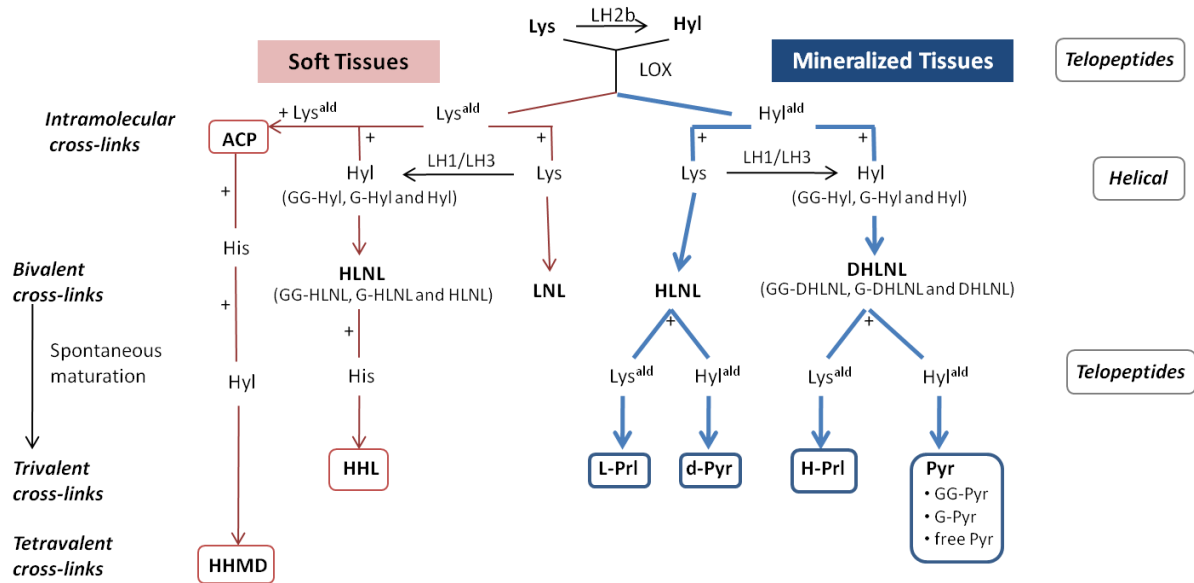 Lys LH2b Hyl
Soft Tissues
LOX
Mineralized Tissues
Telopeptides
Intramolecular
cross-links
ACP
+ Lysald
Lysald
Hylald
+ + + +
+
Hyl
(GG-Hyl, G-Hyl and Hyl)
LH1/LH3
Lys
Lys
LH1/LH3
Hyl
(GG-Hyl, G-Hyl and Hyl)
Helical
His
Bivalent
cross-links
+
HLNL
(GG-HLNL, G-HLNL and HLNL)
LNL
HLNL
DHLNL
(GG-DHLNL, G-DHLNL and DHLNL)
+ + +
Spontaneous
maturation
Hyl
His
Lysald
Hylald
Lysald
Hylald
Telopeptides
Trivalent
cross-links
HHL
L-Prl
d-Pyr
H-Prl
Pyr
• GG-Pyr
• G-Pyr
• free Pyr
Tetravalent
cross-links
HHMD